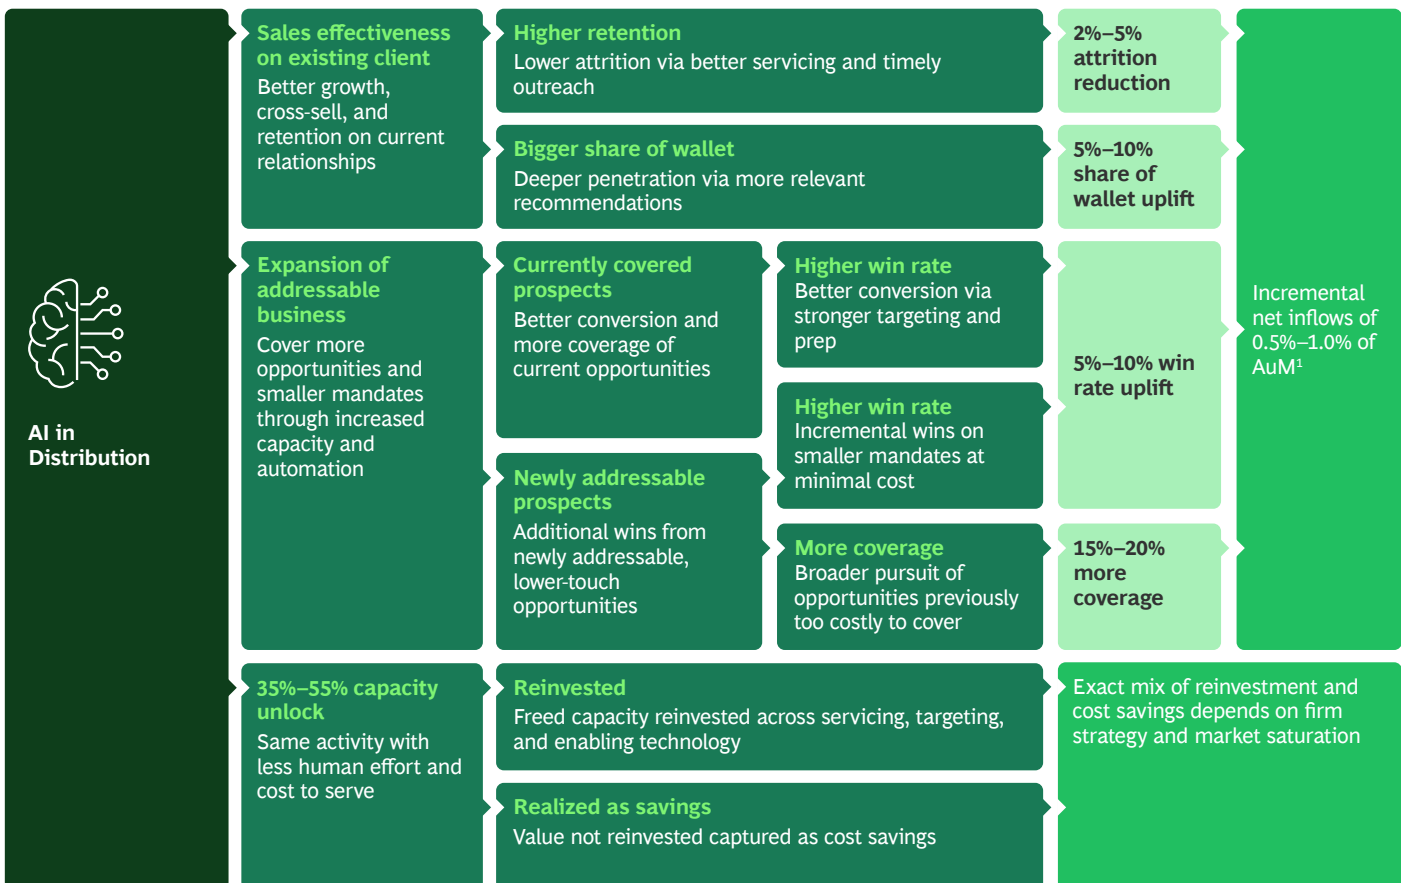 AI in
Distribution
Sales effectiveness
on existing client
Better growth,
cross-sell, and
retention on current
relationships
Higher retention
Lower attrition via better servicing and timely
outreach
2%–5%
attrition
reduction
Bigger share of wallet
Deeper penetration via more relevant
recommendations
5%–10%
share of
wallet uplift
Expansion of
addressable
business
Cover more
opportunities and
smaller mandates
through increased
capacity and
automation
Currently covered
prospects
Better conversion and
more coverage of
current opportunities
Higher win rate
Better conversion via
stronger targeting and
prep
Higher win rate
Incremental wins on
smaller mandates at
minimal cost
5%–10% win
rate uplift
Newly addressable
prospects
Additional wins from
newly addressable,
lower-touch
opportunities
More coverage
Broader pursuit of
opportunities previously
too costly to cover
15%–20%
more
coverage
Incremental
net inflows of
0.5%–1.0% of
AuM¹
35%–55% capacity
unlock
Same activity with
less human effort and
cost to serve
Reinvested
Freed capacity reinvested across servicing, targeting,
and enabling technology
Realized as savings
Value not reinvested captured as cost savings
Exact mix of reinvestment and
cost savings depends on firm
strategy and market saturation